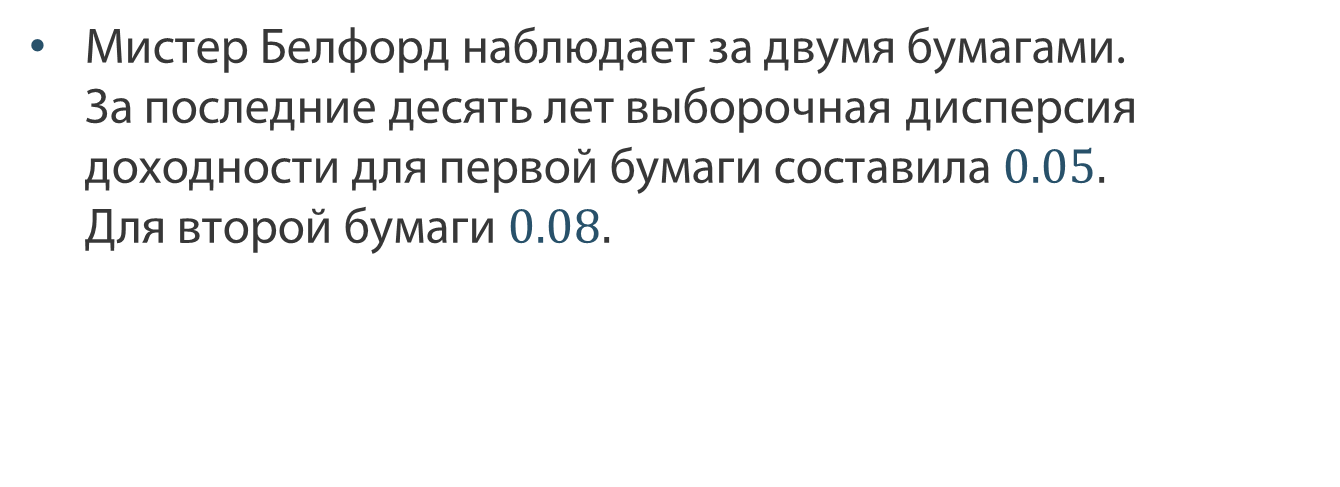 • Мистер Белфорд наблюдает за двумя бумагами.
За последние десять лет выборочная дисперсия
доходности для первой бумаги составила 0.05.
Для второй бумаги 0.08.